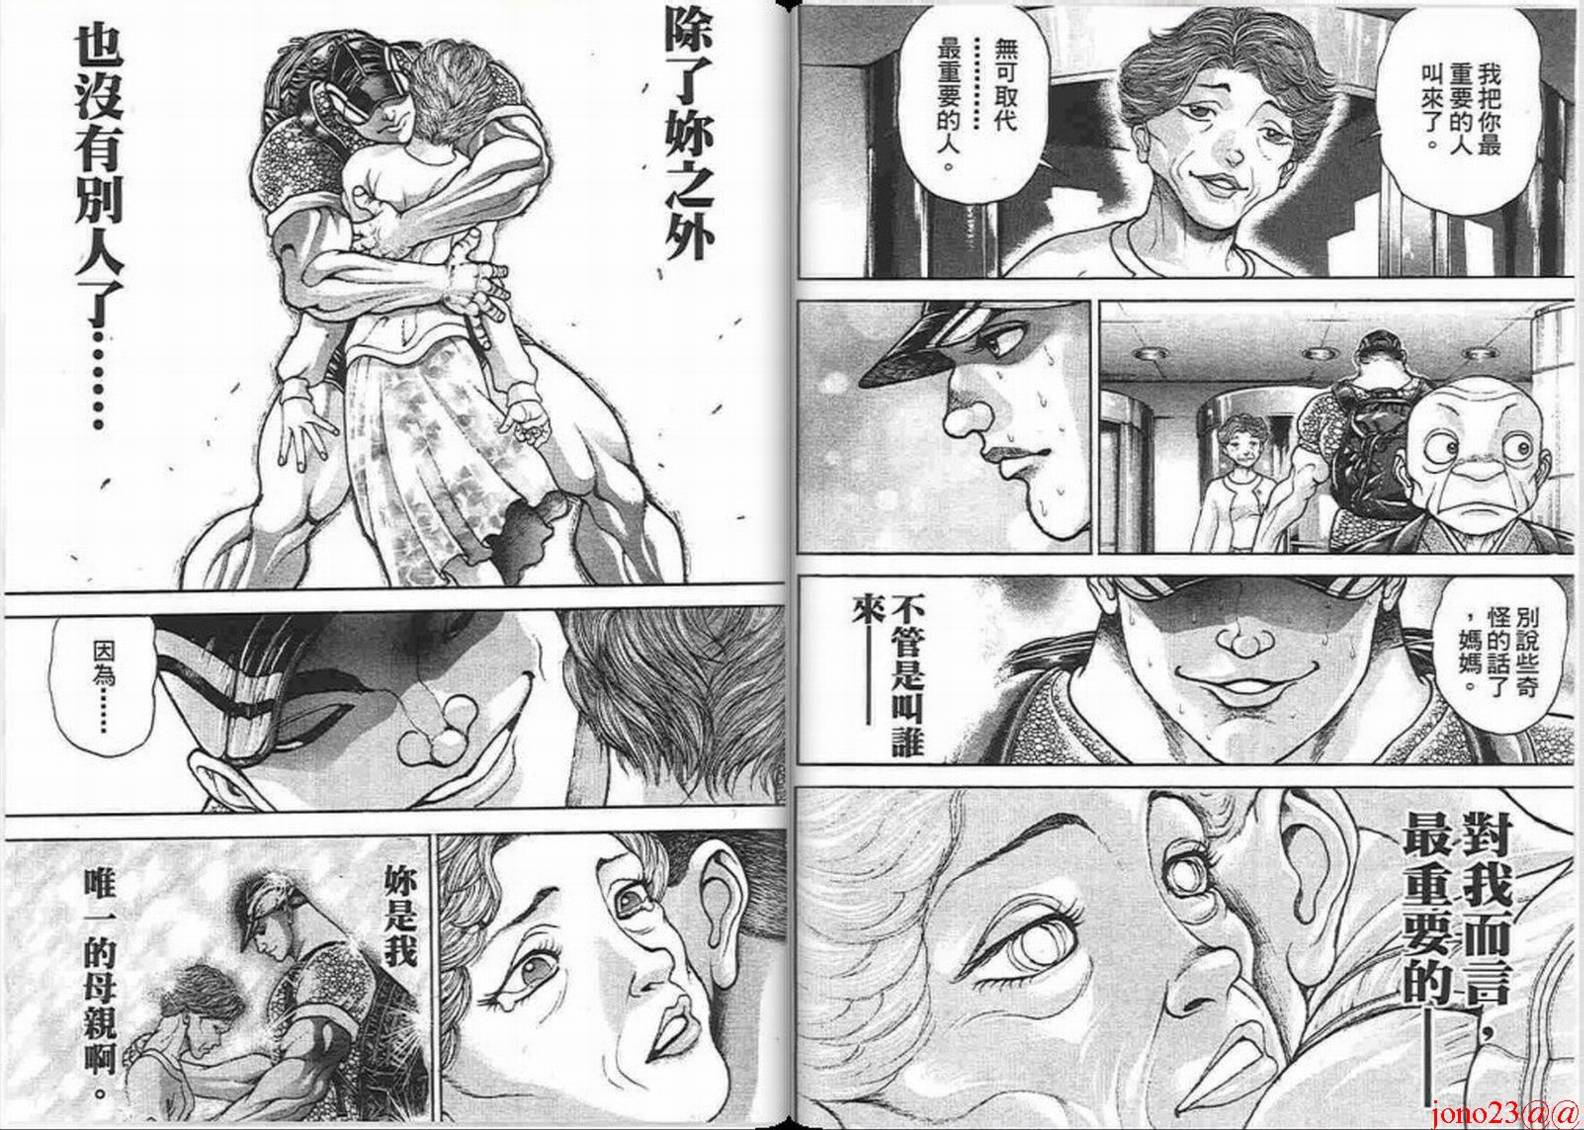 我把你最
重要的人
叫來了。
無可取代
⋯⋯⋯⋯
最重要的人。
別說些奇
怪的話了
，媽媽。
不管是叫誰
來——
對我而言，
最重要的——
除了妳之外
也沒有別人了⋯⋯
因為⋯⋯
妳是我
唯一的母親啊。
jono23@@